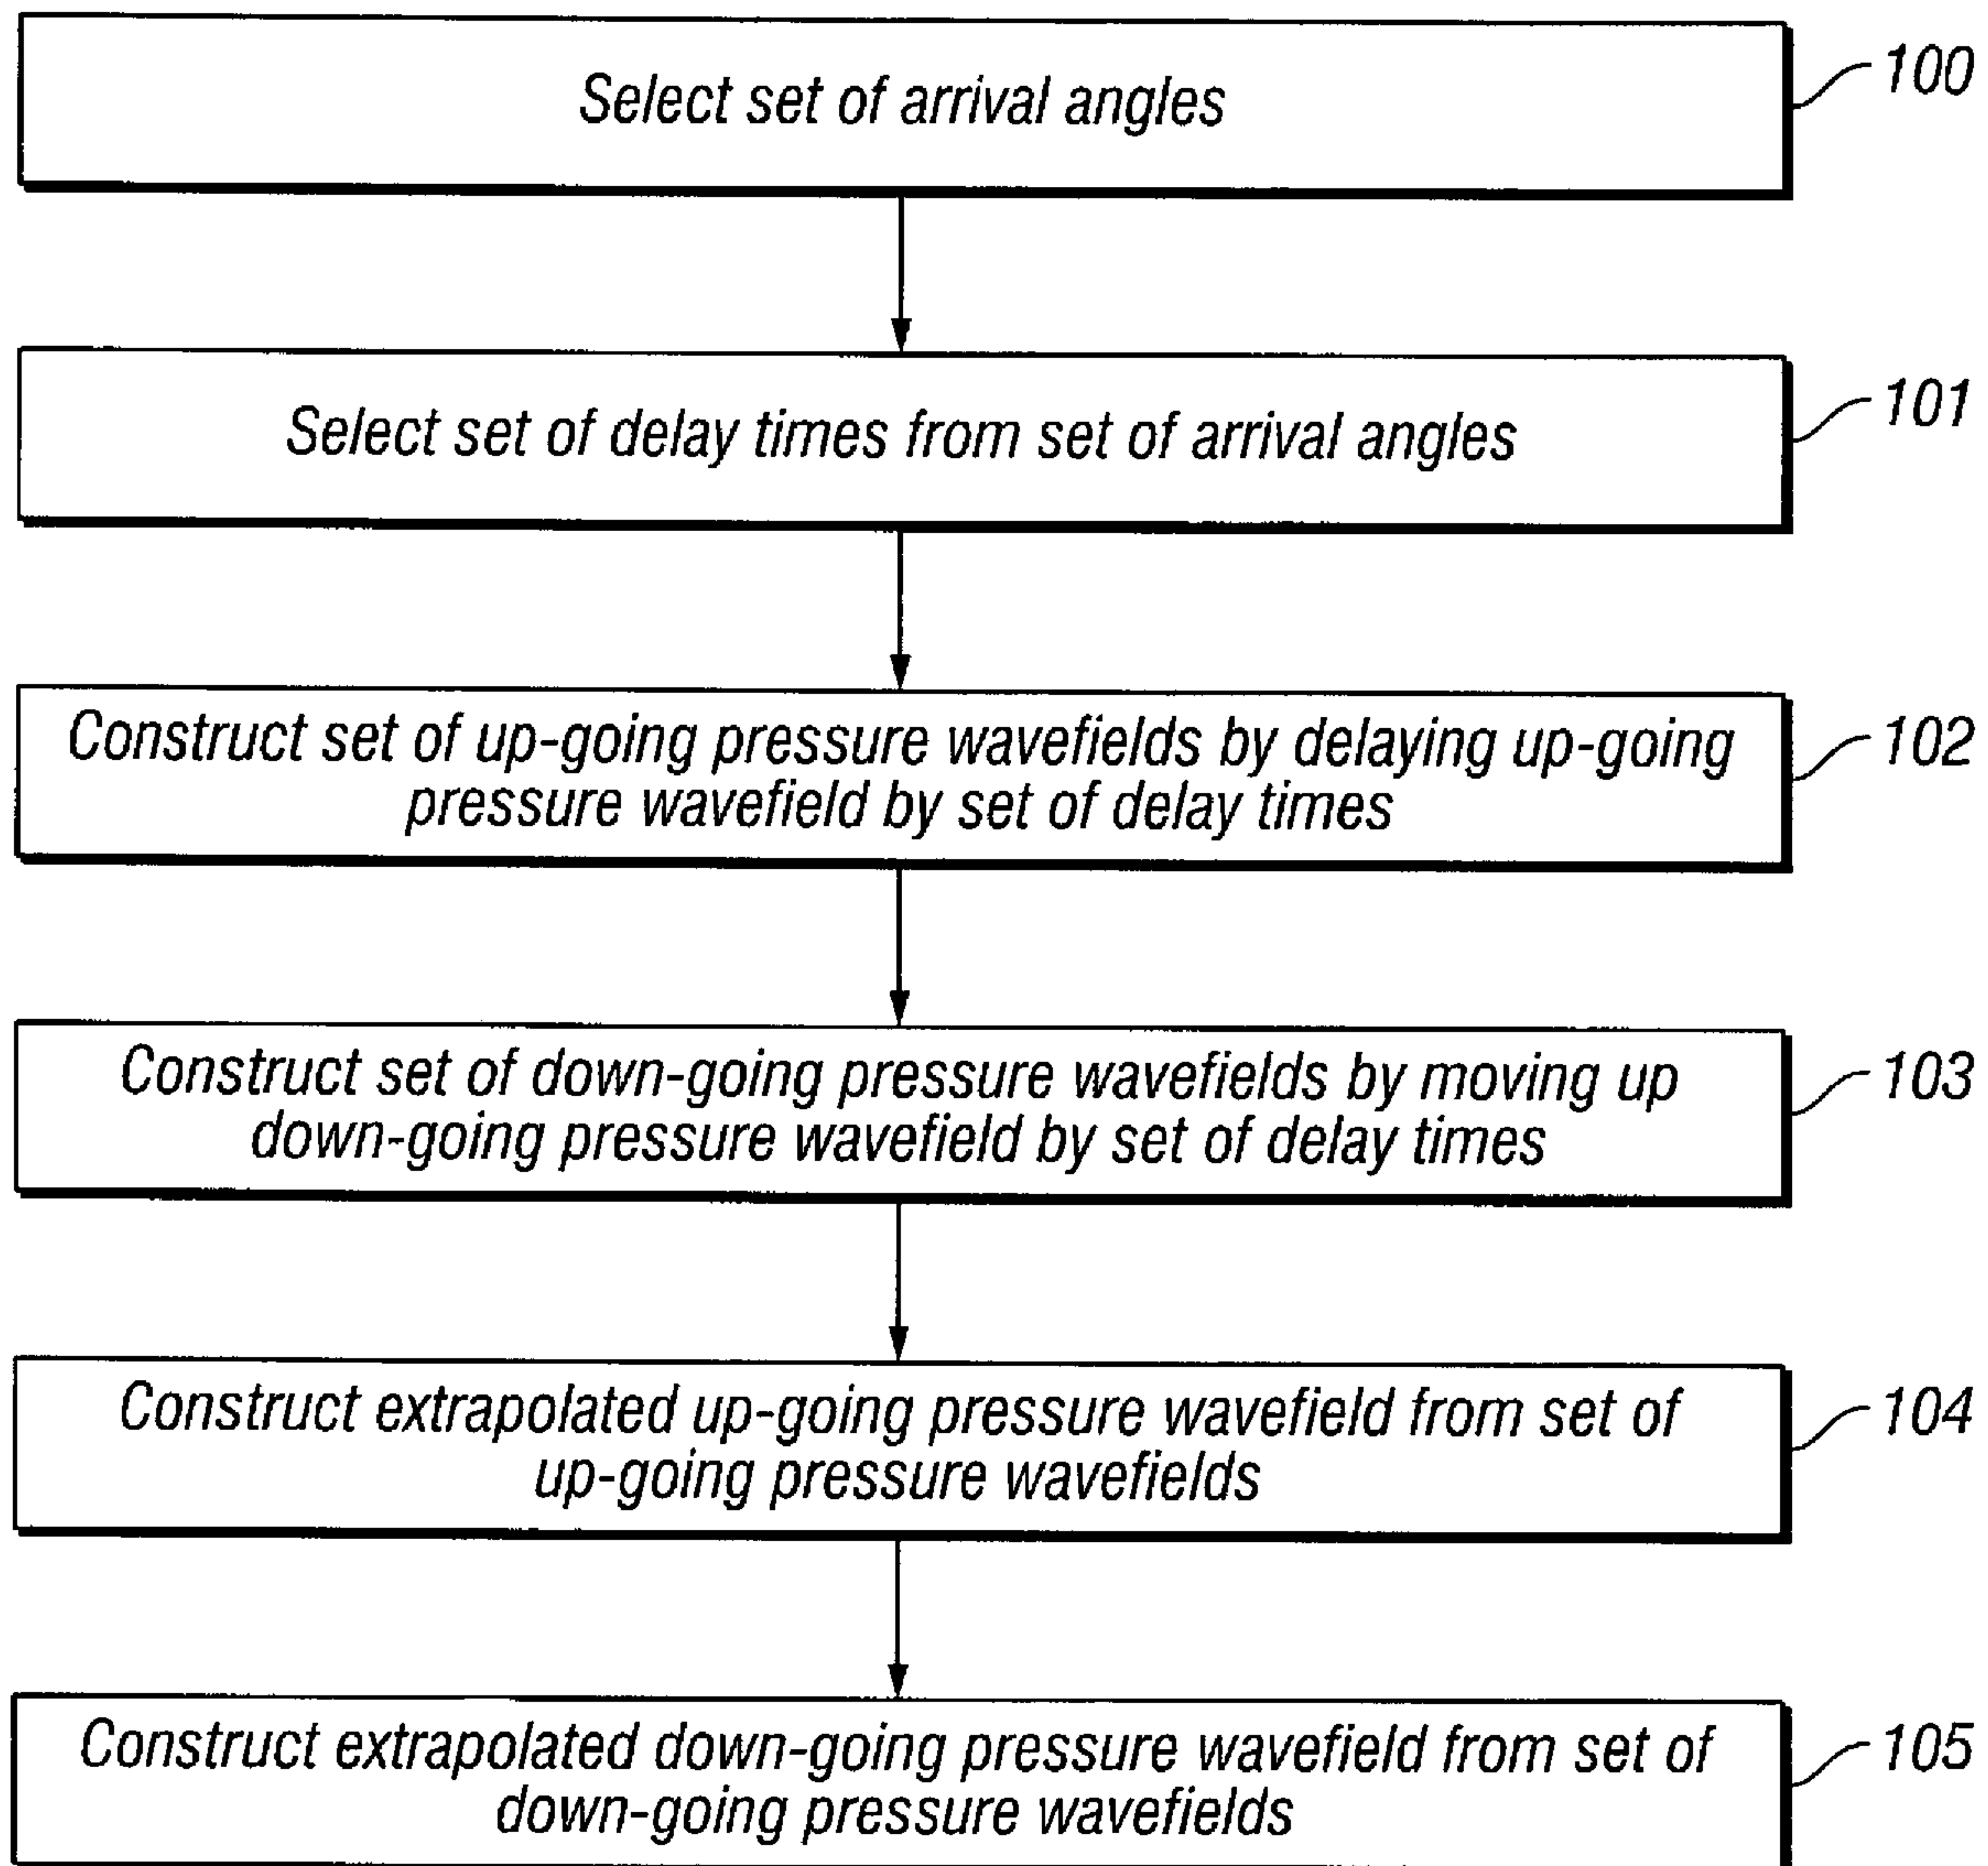 Select set of arrival angles
100
Select set of delay times from set of arrival angles
101
Construct set of up-going pressure wavefields by delaying up-going
pressure wavefield by set of delay times
102
Construct set of down-going pressure wavefields by moving up
down-going pressure wavefield by set of delay times
103
Construct extrapolated up-going pressure wavefield from set of
up-going pressure wavefields
104
Construct extrapolated down-going pressure wavefield from set of
down-going pressure wavefields
105